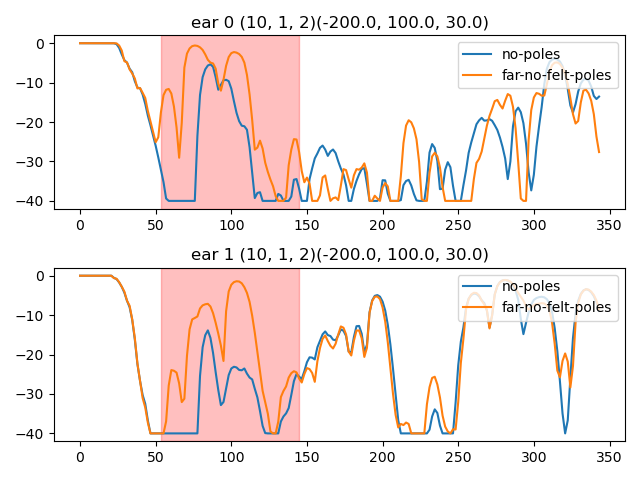 ear 0 (10, 1, 2)(-200.0, 100.0, 30.0)
0
−10
−20
−30
−40
no-poles
far-no-felt-poles
0 50 100 150 200 250 300 350
ear 1 (10, 1, 2)(-200.0, 100.0, 30.0)
0
−10
−20
−30
−40
no-poles
far-no-felt-poles
0 50 100 150 200 250 300 350